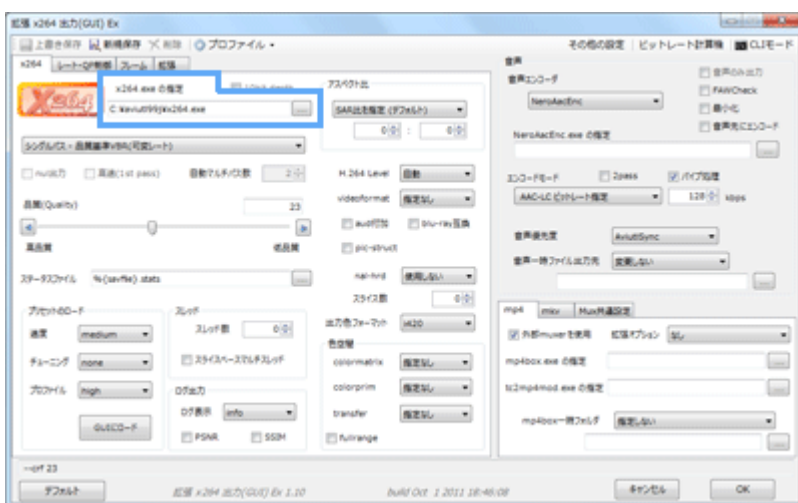 拡張 x264 出力(GUI) Ex
上書き保存 新規保存 削除 プロファイル その他の設定 ビットレート計算機 CLIモード
x264 レート・QP制御 フレーム 拡張
x264
x264.exe の指定
C:¥aviutl99j¥x264.exe ...
シングルパス - 品質基準VBR(可変レート)
nul出力 高速(1st pass) 自動マルチパス数 2
品質(Quality) 23
高品質 低品質
ステータスファイル %{savfile}.stats ...
プリセットのロード
速度 medium
チューニング none
プロファイル high
GUIにロード
スレッド
スレッド数 0
スライスベースマルチスレッド
ログ出力
ログ表示 info
PSNR SSIM
アスペクト比
SAR比を指定 (デフォルト)
0 : 0
H.264 Level 自動
videoformat 指定なし
aud付加 blu-ray互換
pic-struct
nal-hrd 使用しない
スライス数 0
出力色フォーマット i420
色空間
colormatrix 指定なし
colorprim 指定なし
transfer 指定なし
fullrange
音声
音声エンコーダ
NeroAacEnc
音声のみ出力
FAWCheck
最小化
音声先にエンコード
NeroAacEnc.exe の指定
...
エンコードモード 2pass パイプ処理
AAC-LC ビットレート指定 128 kbps
音声優先度 AviutlSync
音声一時ファイル出力先 変更しない
...
mp4 mkv Mux共通設定
外部muxerを使用 拡張オプション なし
mp4box.exe の指定 ...
tc2mp4mod.exe の指定 ...
mp4box一時フォルダ 指定しない
...
--crf 23
デフォルト 拡張 x264 出力(GUI) Ex 1.10 build Oct 1 2011 18:46:08 キャンセル OK